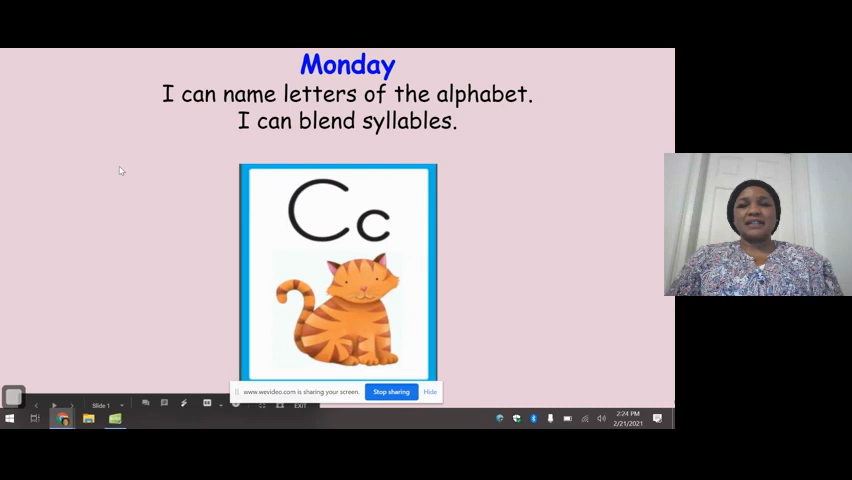 Monday
I can name letters of the alphabet.
I can blend syllables.
Cc
www.wevideo.com is sharing your screen. Stop sharing Hide
Slide 1
EXIT
2:24 PM
2/21/2021